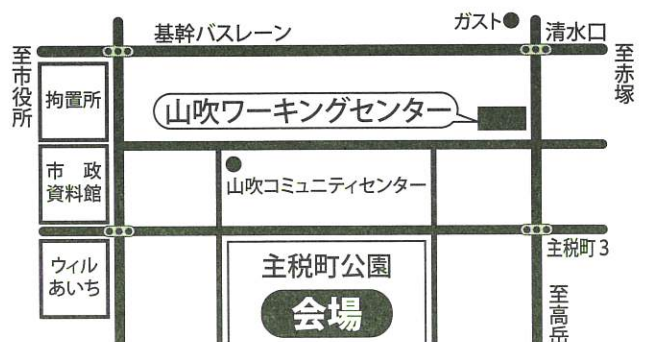 ガスト
基幹バスレーン
清水口
至市役所
至赤塚
拘置所
山吹ワーキングセンター
市政
資料館
山吹コミュニティセンター
主税町3
ウィル
あいち
主税町公園
会場
至高岳